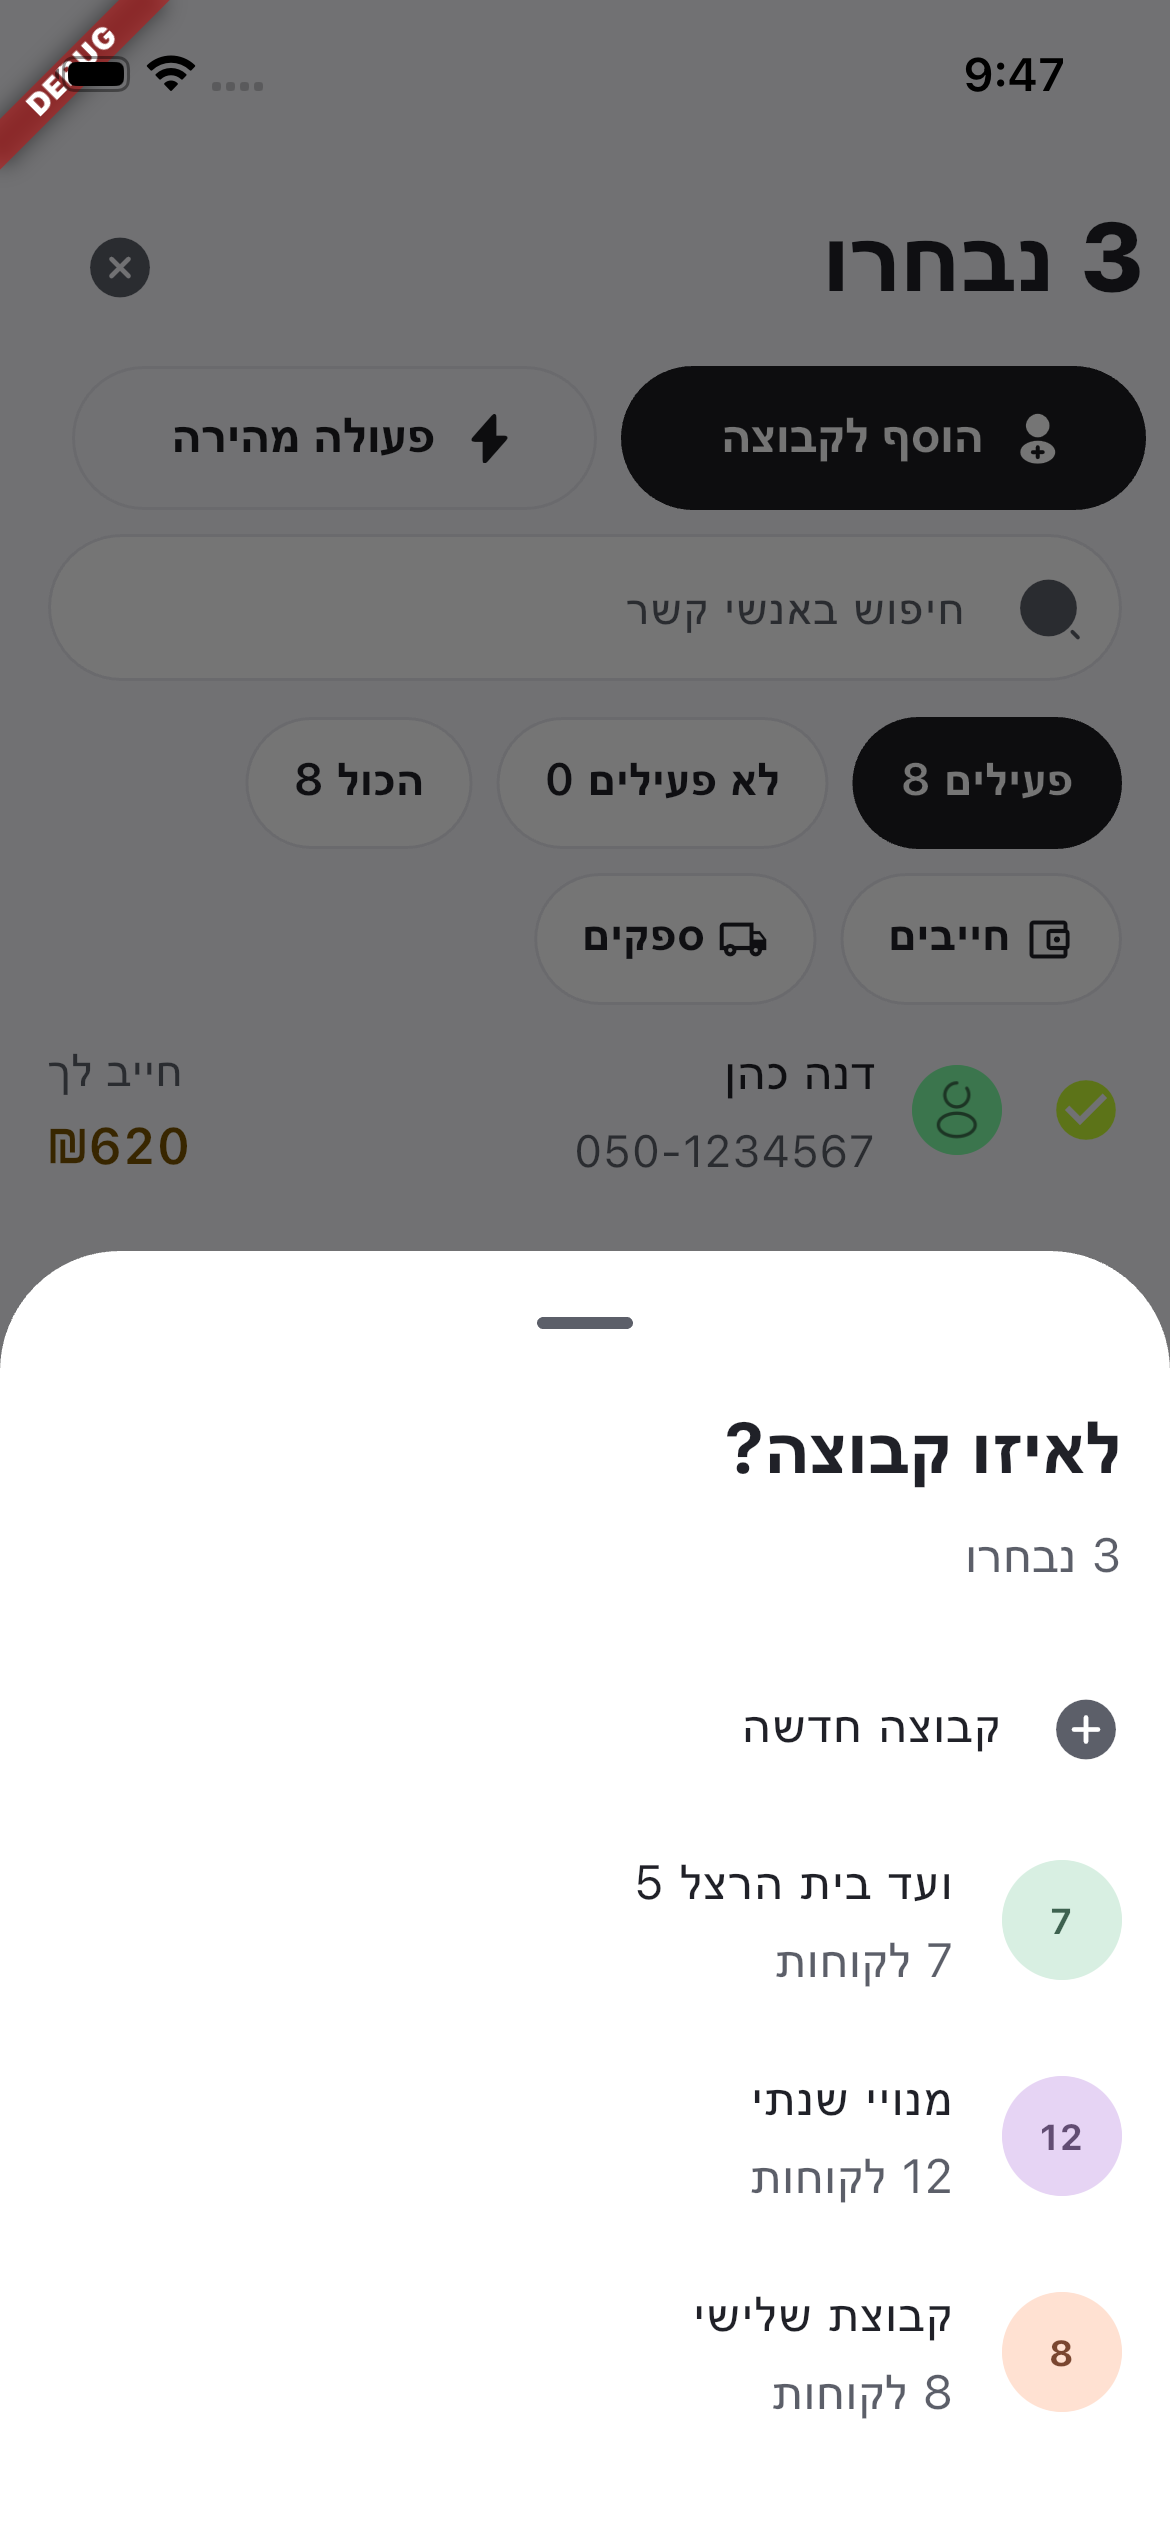 9:47
DEBUG
3 נבחרו
הוסף לקבוצה
פעולה מהירה
חיפוש באנשי קשר
פעילים 8
לא פעילים 0
הכול 8
חייבים
ספקים
דנה כהן
חייב לך
050-1234567
₪620
לאיזו קבוצה?
3 נבחרו
קבוצה חדשה
7
ועד בית הרצל 5
7 לקוחות
12
מנויי שנתי
12 לקוחות
8
קבוצת שלישי
8 לקוחות